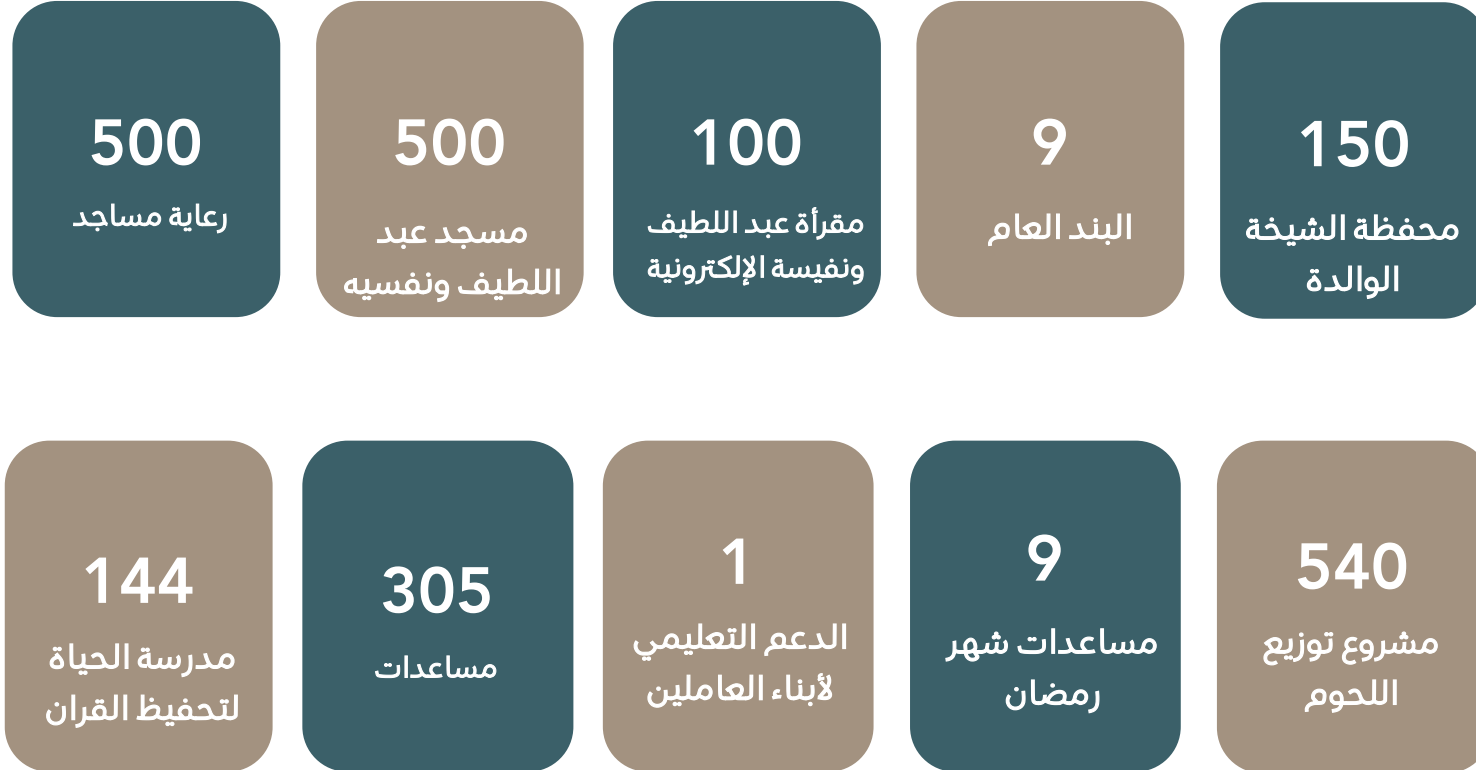 150
محفظة الشيخة
الوالدة
9
البند العام
100
مقرأة عبد اللطيف
ونفيسة الإلكترونية
500
مسجد عبد
اللطيف ونفسيه
500
رعاية مساجد
540
مشروع توزيع
اللحوم
9
مساعدات شهر
رمضان
1
الدعم التعليمي
لأبناء العاملين
305
مساعدات
144
مدرسة الحياة
لتحفيظ القران